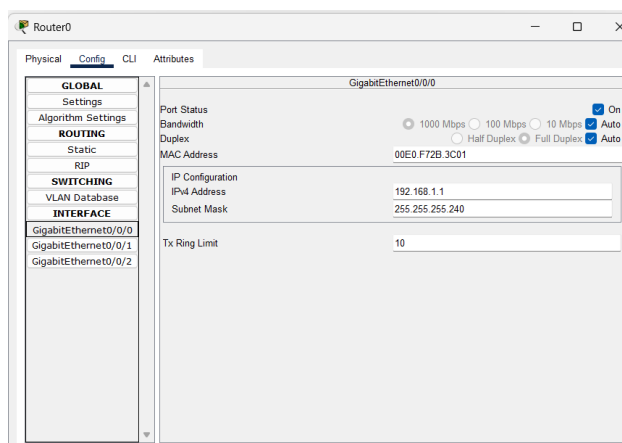 Router0
Physical Config CLI Attributes
GLOBAL
Settings
Algorithm Settings
ROUTING
Static
RIP
SWITCHING
VLAN Database
INTERFACE
GigabitEthernet0/0/0
GigabitEthernet0/0/1
GigabitEthernet0/0/2
GigabitEthernet0/0/0
Port Status On
Bandwidth 1000 Mbps 100 Mbps 10 Mbps Auto
Duplex Half Duplex Full Duplex Auto
MAC Address 00E0.F72B.3C01
IP Configuration
IPv4 Address 192.168.1.1
Subnet Mask 255.255.255.240
Tx Ring Limit 10